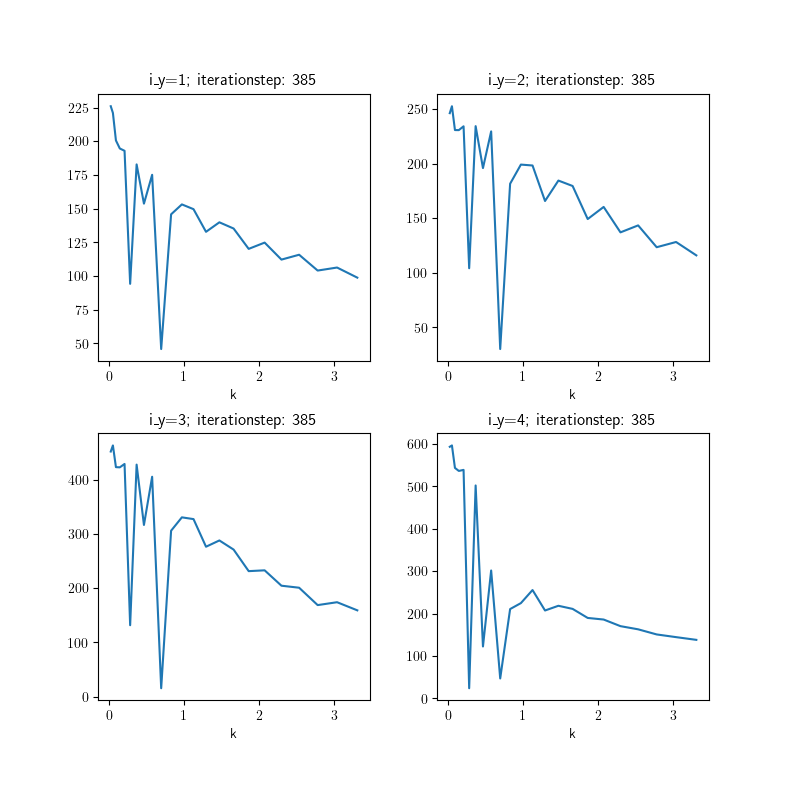 i_y=1; iterationstep: 385
225
200
175
150
125
100
75
50
0 1 2 3
k
i_y=2; iterationstep: 385
250
200
150
100
50
0 1 2 3
k
i_y=3; iterationstep: 385
400
300
200
100
0
0 1 2 3
k
i_y=4; iterationstep: 385
600
500
400
300
200
100
0
0 1 2 3
k